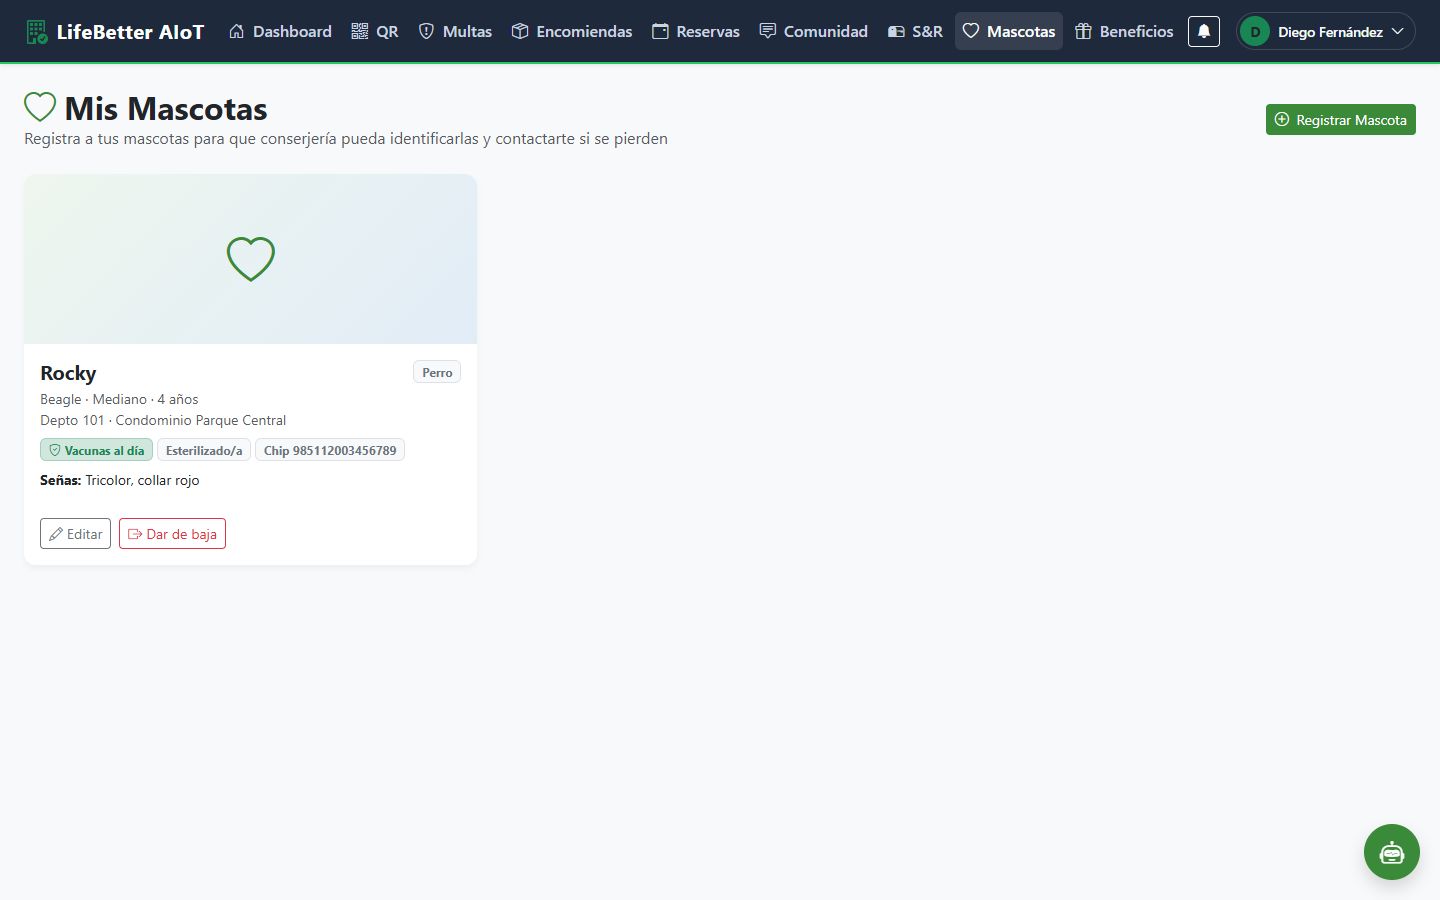 LifeBetter AIoT
Dashboard
QR
Multas
Encomiendas
Reservas
Comunidad
S&R
Mascotas
Beneficios
D
Diego Fernández
Mis Mascotas
Registra a tus mascotas para que conserjería pueda identificarlas y contactarte si se pierden
Registrar Mascota
Rocky
Perro
Beagle · Mediano · 4 años
Depto 101 · Condominio Parque Central
Vacunas al día
Esterilizado/a
Chip 985112003456789
Señas: Tricolor, collar rojo
Editar
Dar de baja